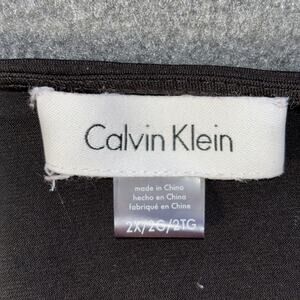 Calvin Klein
made in China
hecho en China
fabriqué en Chine
2X/2G/2TG